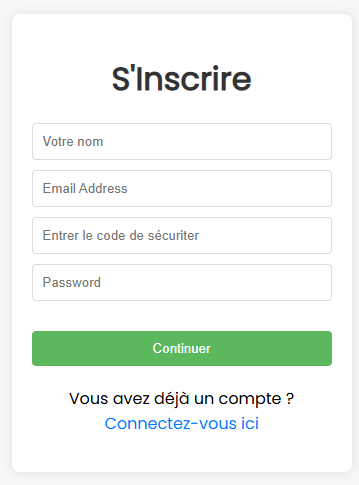 S'Inscrire
Votre nom
Email Address
Entrer le code de sécuriter
Password
Continuer
Vous avez déjà un compte ?
Connectez-vous ici